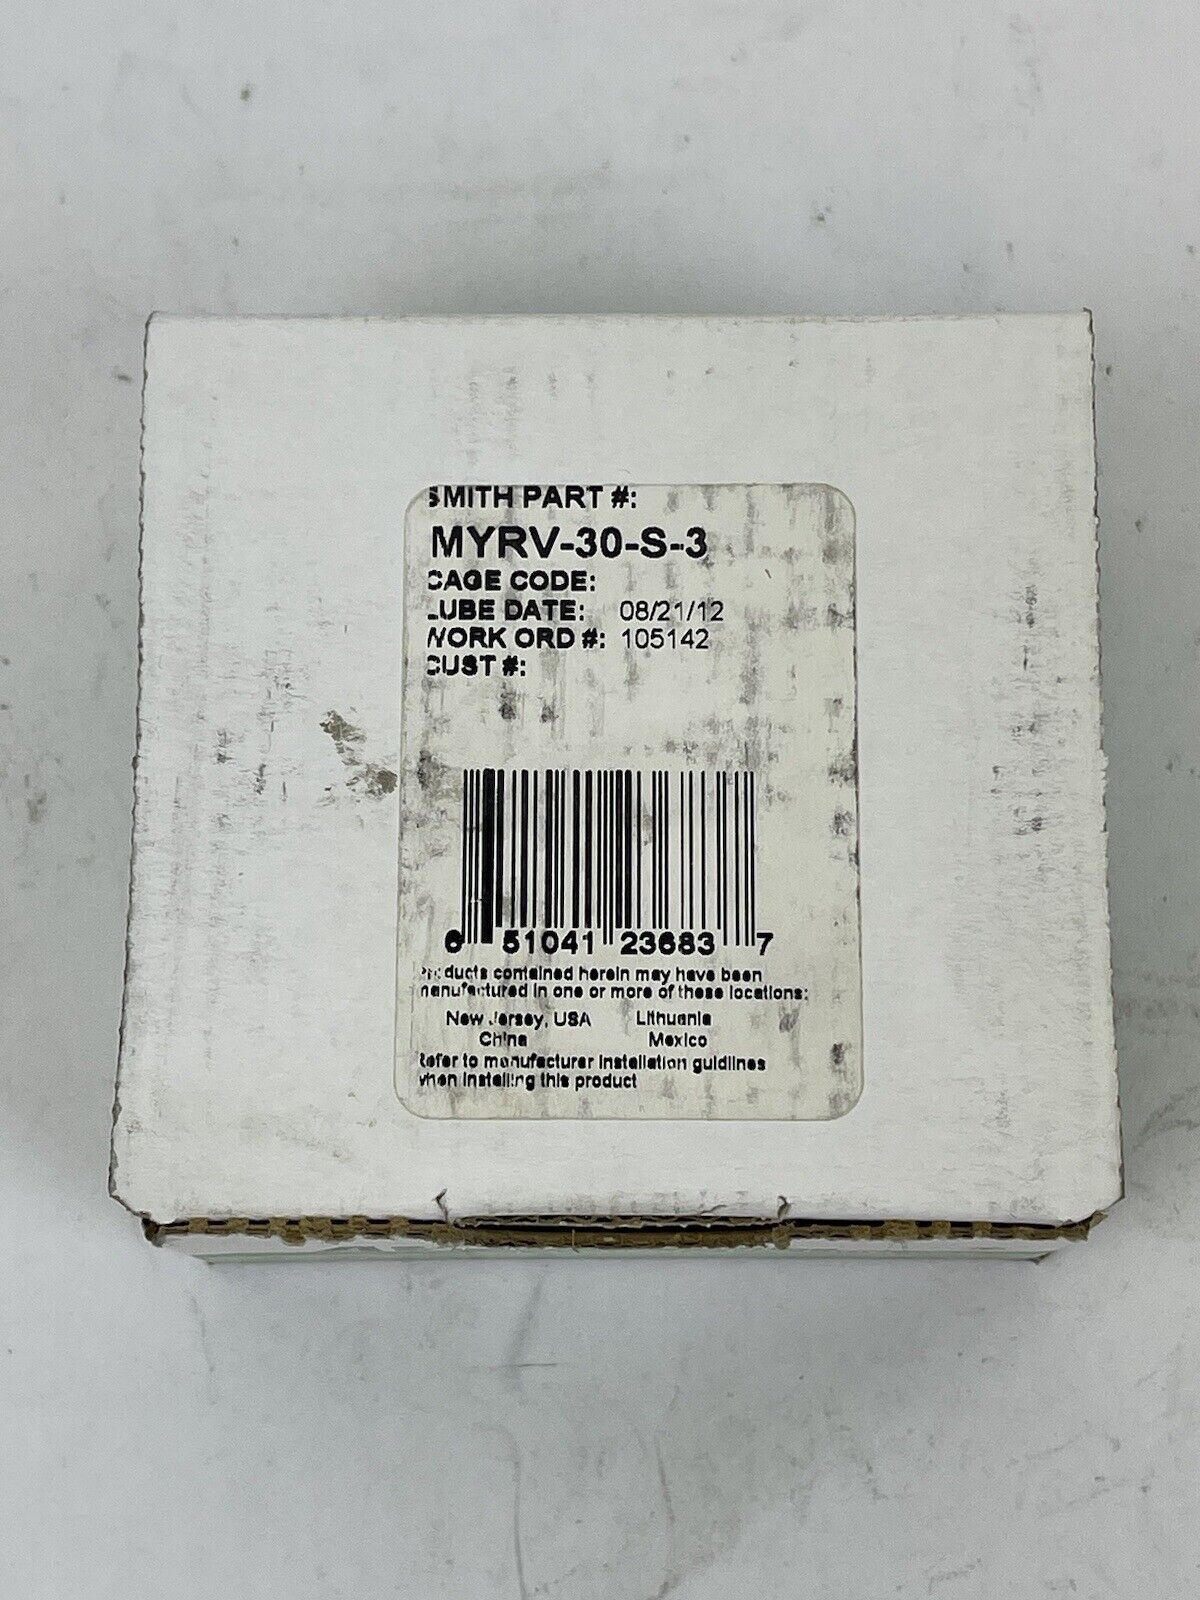 SMITH PART #:
MYRV-30-S-3
CAGE CODE:
LUBE DATE: 08/21/12
WORK ORD #: 105142
CUST #:
6 51041 23683 7
Products contained herein may have been
manufactured in one or more of these locations:
New Jersey, USA Lithuania
China Mexico
Refer to manufacturer installation guidlines
when installing this product